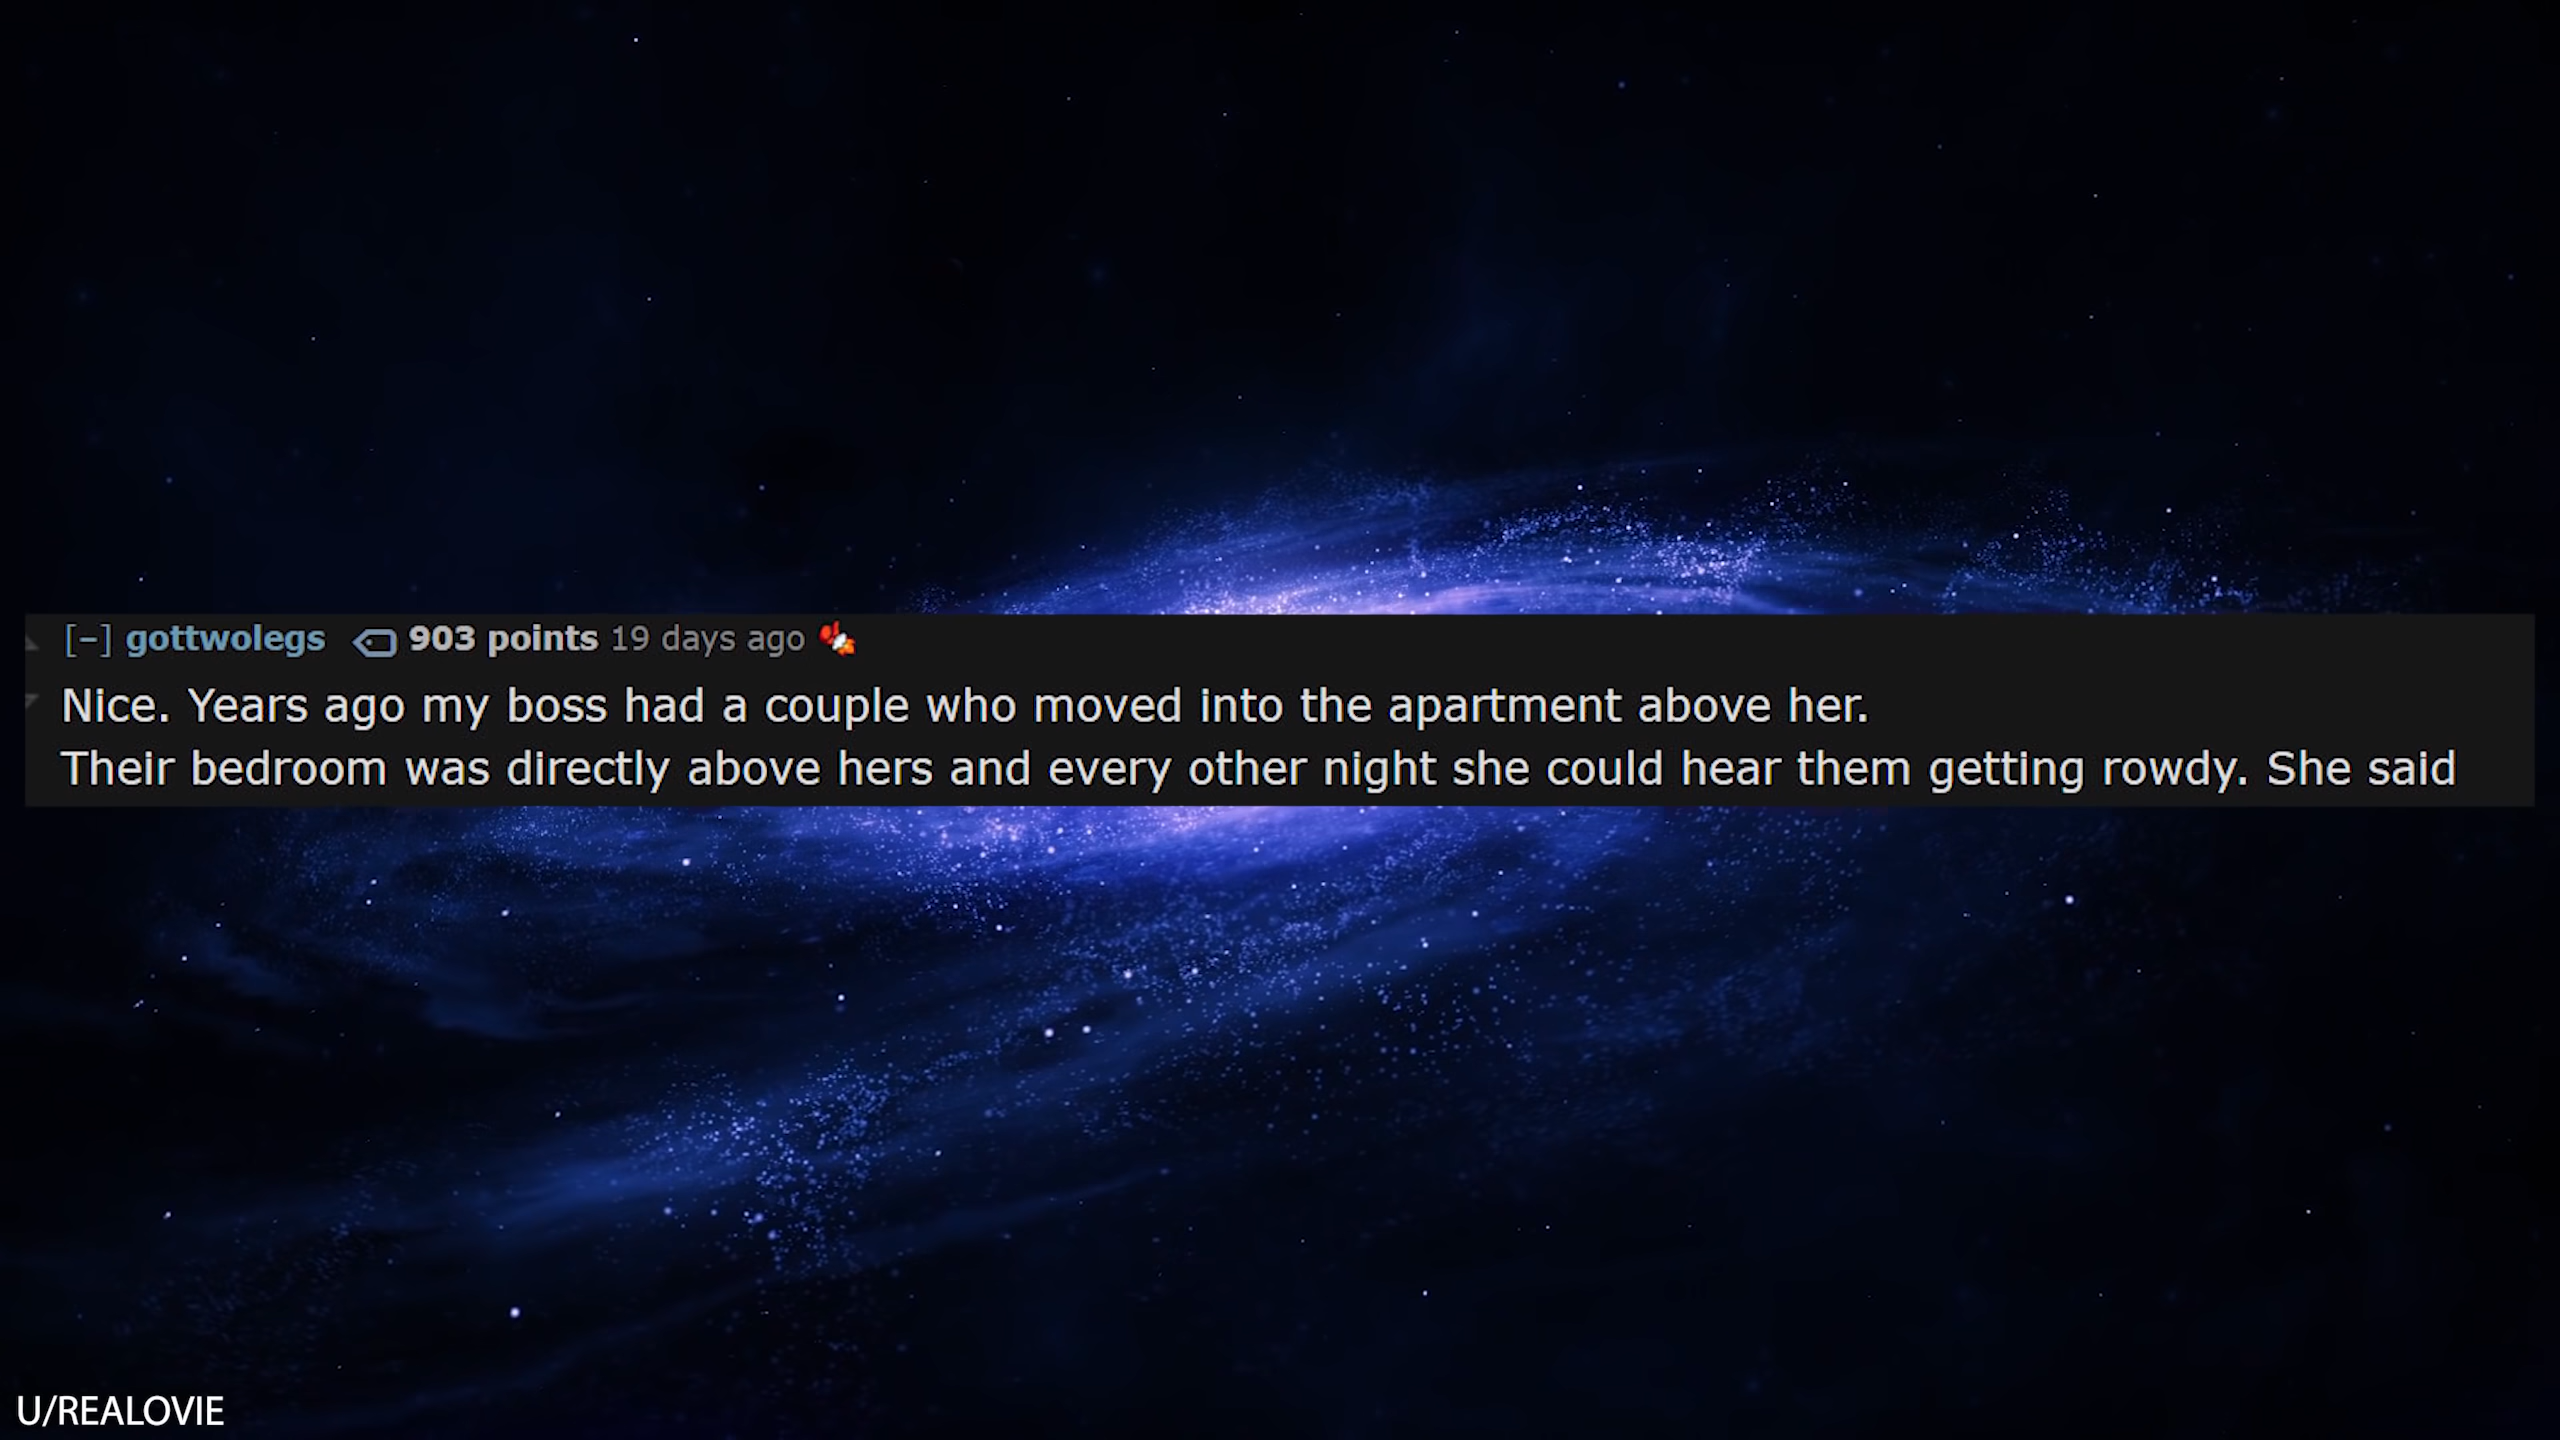 [–] gottwolegs 903 points 19 days ago
Nice. Years ago my boss had a couple who moved into the apartment above her.
Their bedroom was directly above hers and every other night she could hear them getting rowdy. She said
U/REALOVIE